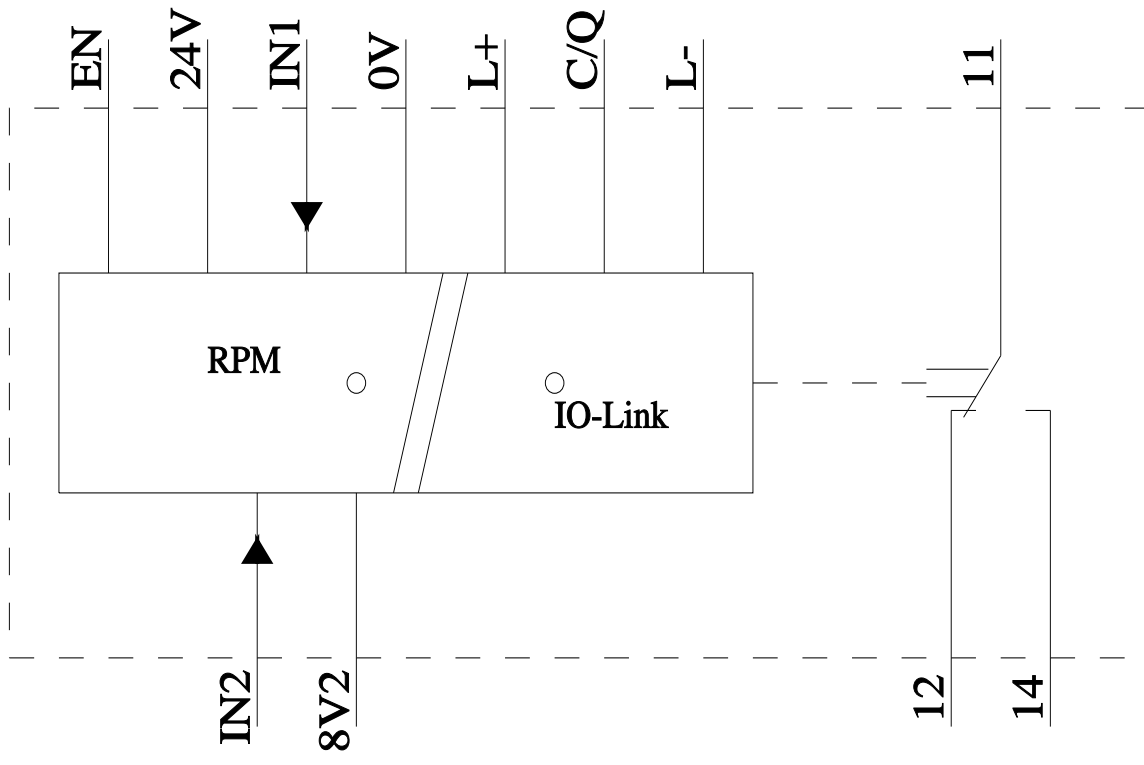 EN
24V
IN1
0V
L+
C/Q
L-
11
RPM
IO-Link
IN2
8V2
12
14